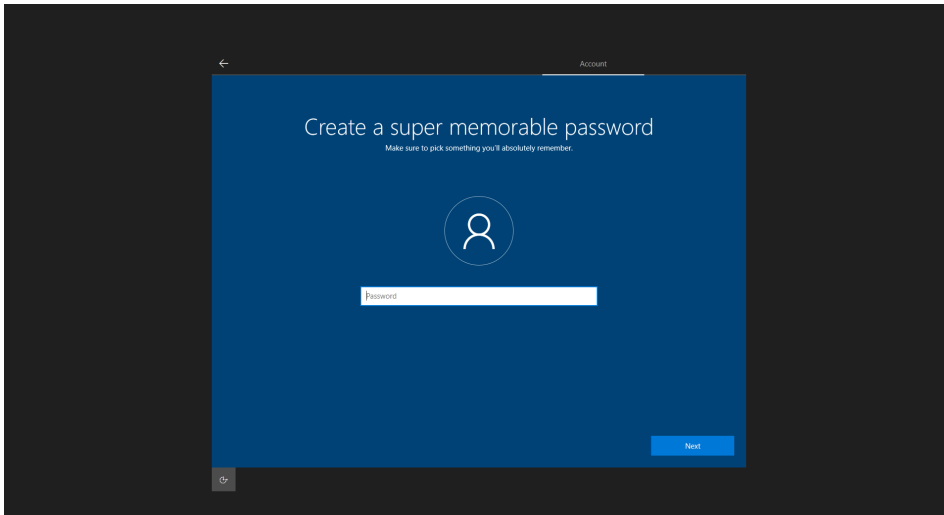 Account
Create a super memorable password
Make sure to pick something you'll absolutely remember.
Password
Next